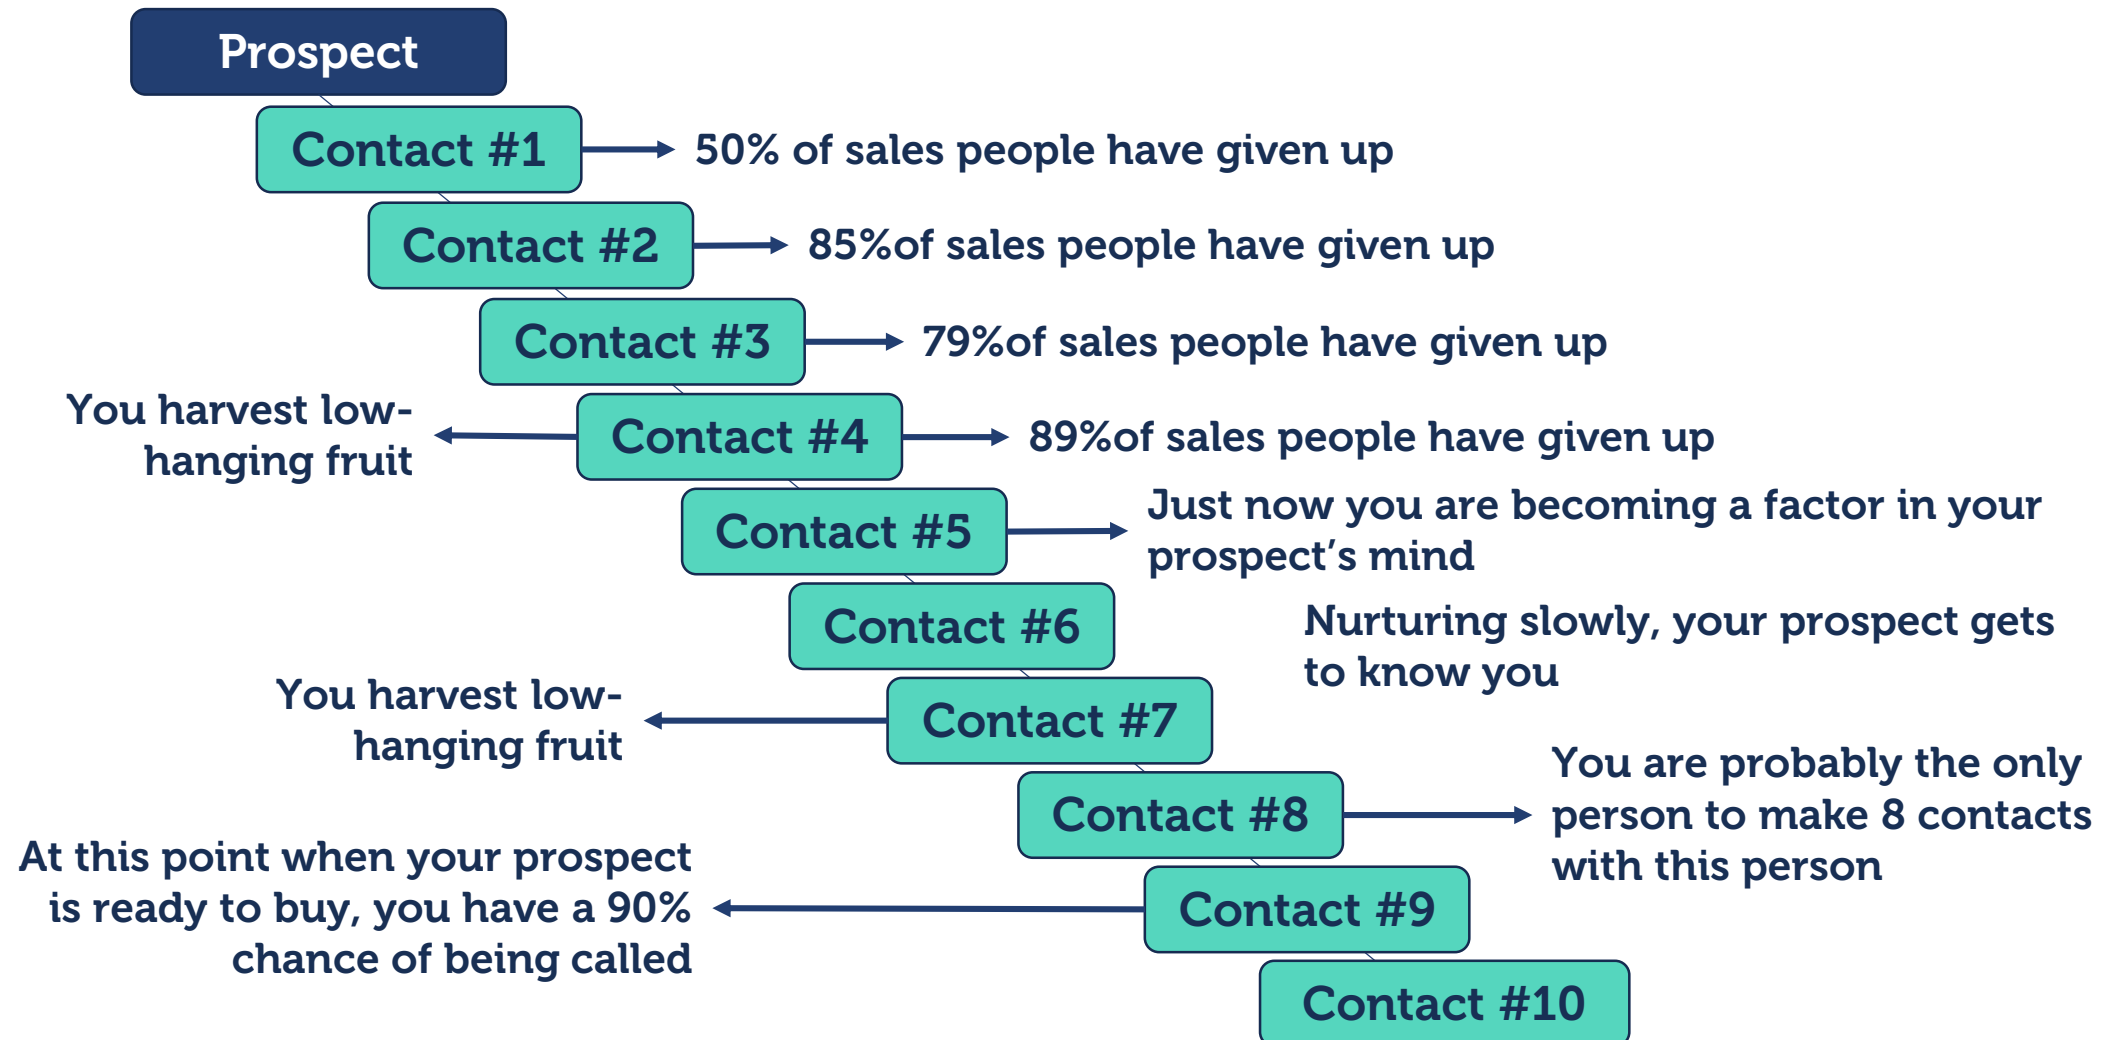 Prospect
Contact #1
50% of sales people have given up
Contact #2
85%of sales people have given up
Contact #3
79%of sales people have given up
You harvest low-
hanging fruit
Contact #4
89%of sales people have given up
Contact #5
Just now you are becoming a factor in your
prospect’s mind
Contact #6
Nurturing slowly, your prospect gets
to know you
You harvest low-
hanging fruit
Contact #7
Contact #8
You are probably the only
person to make 8 contacts
with this person
At this point when your prospect
is ready to buy, you have a 90%
chance of being called
Contact #9
Contact #10